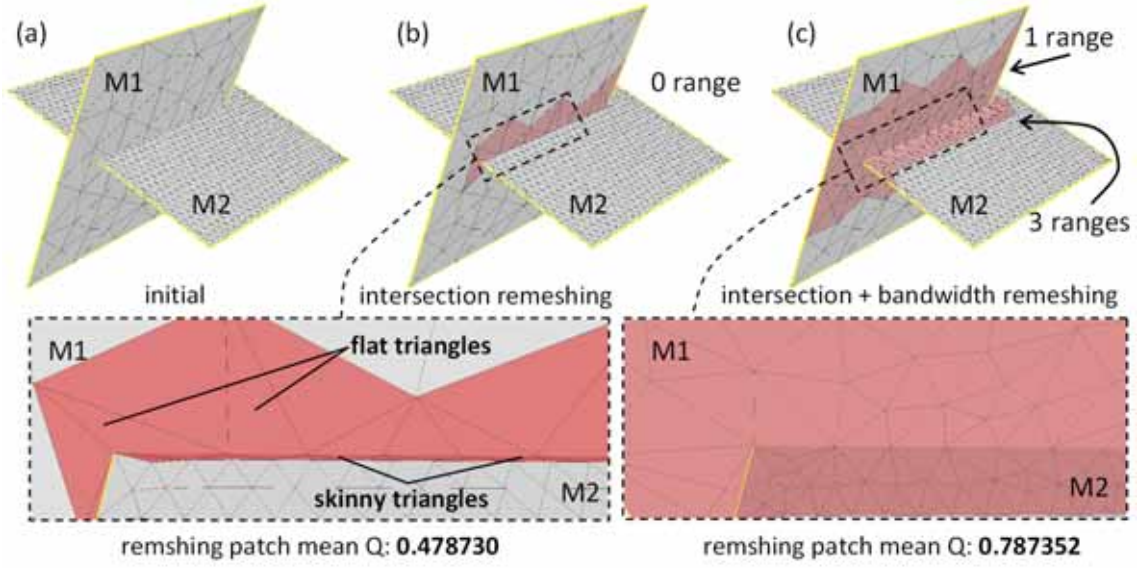 (a)
(b)
(c)
M1
M2
M1
M2
0 range
M1
M2
1 range
3 ranges
initial
intersection remeshing
intersection + bandwidth remeshing
M1
flat triangles
skinny triangles
M2
M1
M2
remshing patch mean Q: 0.478730
remshing patch mean Q: 0.787352